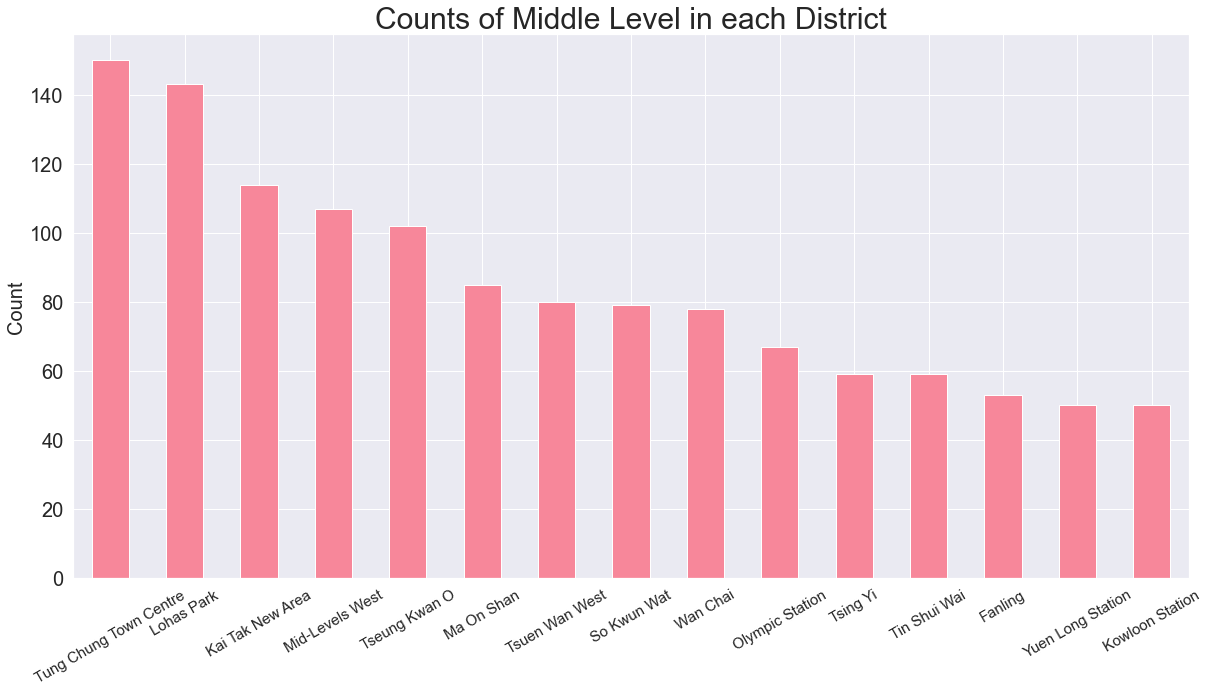 Counts of Middle Level in each District
Count
140
120
100
80
60
40
20
0
Tung Chung Town Centre
Lohas Park
Kai Tak New Area
Mid-Levels West
Tseung Kwan O
Ma On Shan
Tsuen Wan West
So Kwun Wat
Wan Chai
Olympic Station
Tsing Yi
Tin Shui Wai
Fanling
Yuen Long Station
Kowloon Station